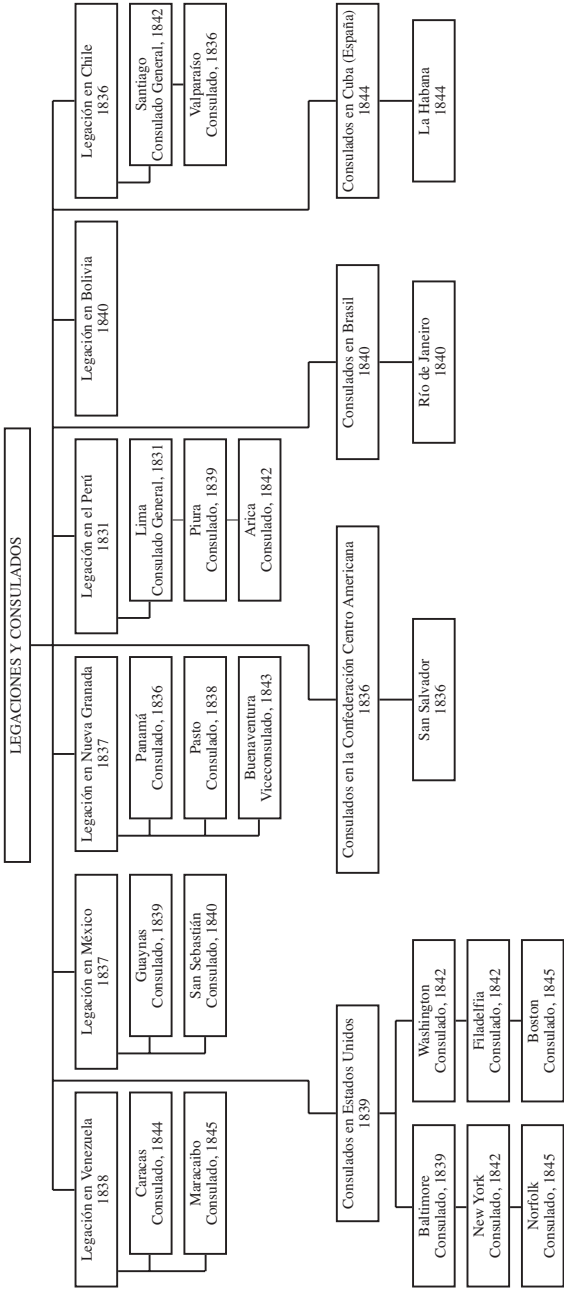 LEGACIONES Y CONSULADOS
Legación en Venezuela
1838
Caracas
Consulado, 1844
Maracaibo
Consulado, 1845
Legación en México
1837
Guaynas
Consulado, 1839
San Sebastián
Consulado, 1840
Legación en Nueva Granada
1837
Panamá
Consulado, 1836
Pasto
Consulado, 1838
Buenaventura
Viceconsulado, 1843
Legación en el Perú
1831
Lima
Consulado General, 1831
Piura
Consulado, 1839
Arica
Consulado, 1842
Legación en Bolivia
1840
Legación en Chile
1836
Santiago
Consulado General, 1842
Valparaíso
Consulado, 1836
Consulados en Estados Unidos
1839
Baltimore
Consulado, 1839
New York
Consulado, 1842
Norfolk
Consulado, 1845
Washington
Consulado, 1842
Filadelfia
Consulado, 1842
Boston
Consulado, 1845
Consulados en la Confederación Centro Americana
1836
San Salvador
1836
Consulados en Brasil
1840
Río de Janeiro
1840
Consulados en Cuba (España)
1844
La Habana
1844